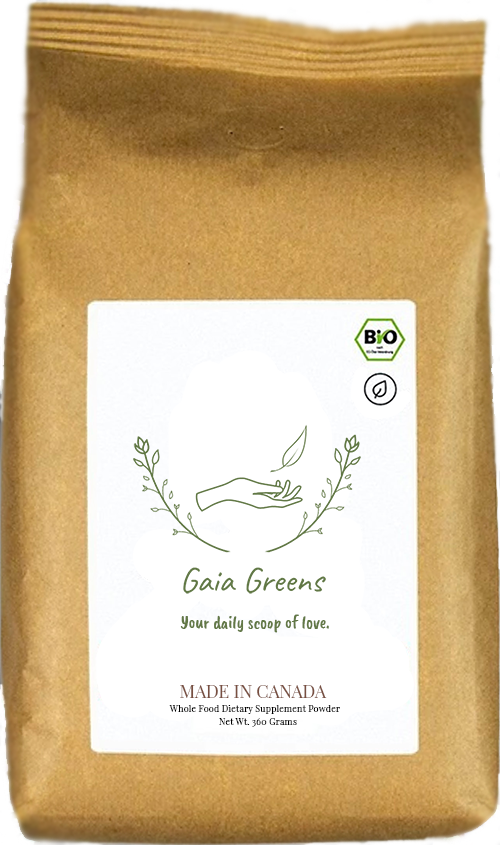 BiO
Gaia Greens
Your daily scoop of love.
MADE IN CANADA
Whole Food Dietary Supplement Powder
Net Wt. 360 Grams